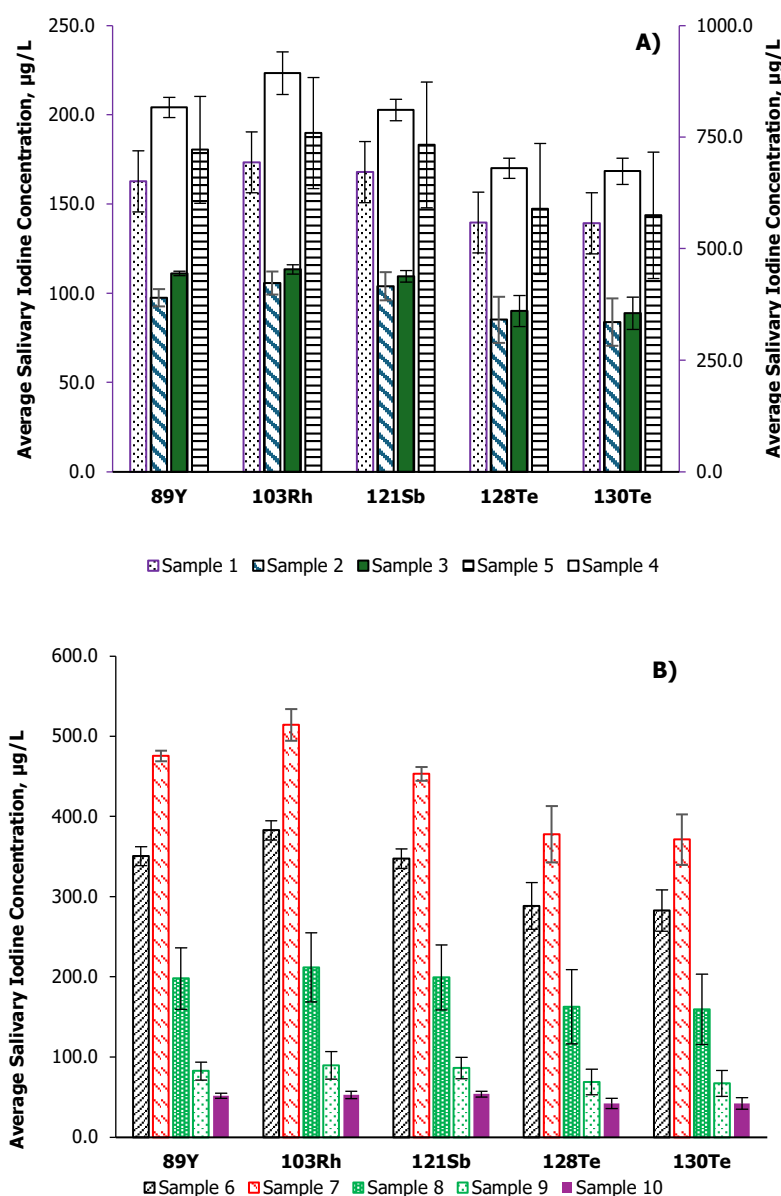 A)
Average Salivary Iodine Concentration, µg/L
250.0
200.0
150.0
100.0
50.0
0.0
1000.0
750.0
500.0
250.0
0.0
Average Salivary Iodine Concentration, µg/L
89Y 103Rh 121Sb 128Te 130Te
Sample 1 Sample 2 Sample 3 Sample 5 Sample 4
B)
Average Salivary Iodine Concentration, µg/L
600.0
500.0
400.0
300.0
200.0
100.0
0.0
89Y 103Rh 121Sb 128Te 130Te
Sample 6 Sample 7 Sample 8 Sample 9 Sample 10